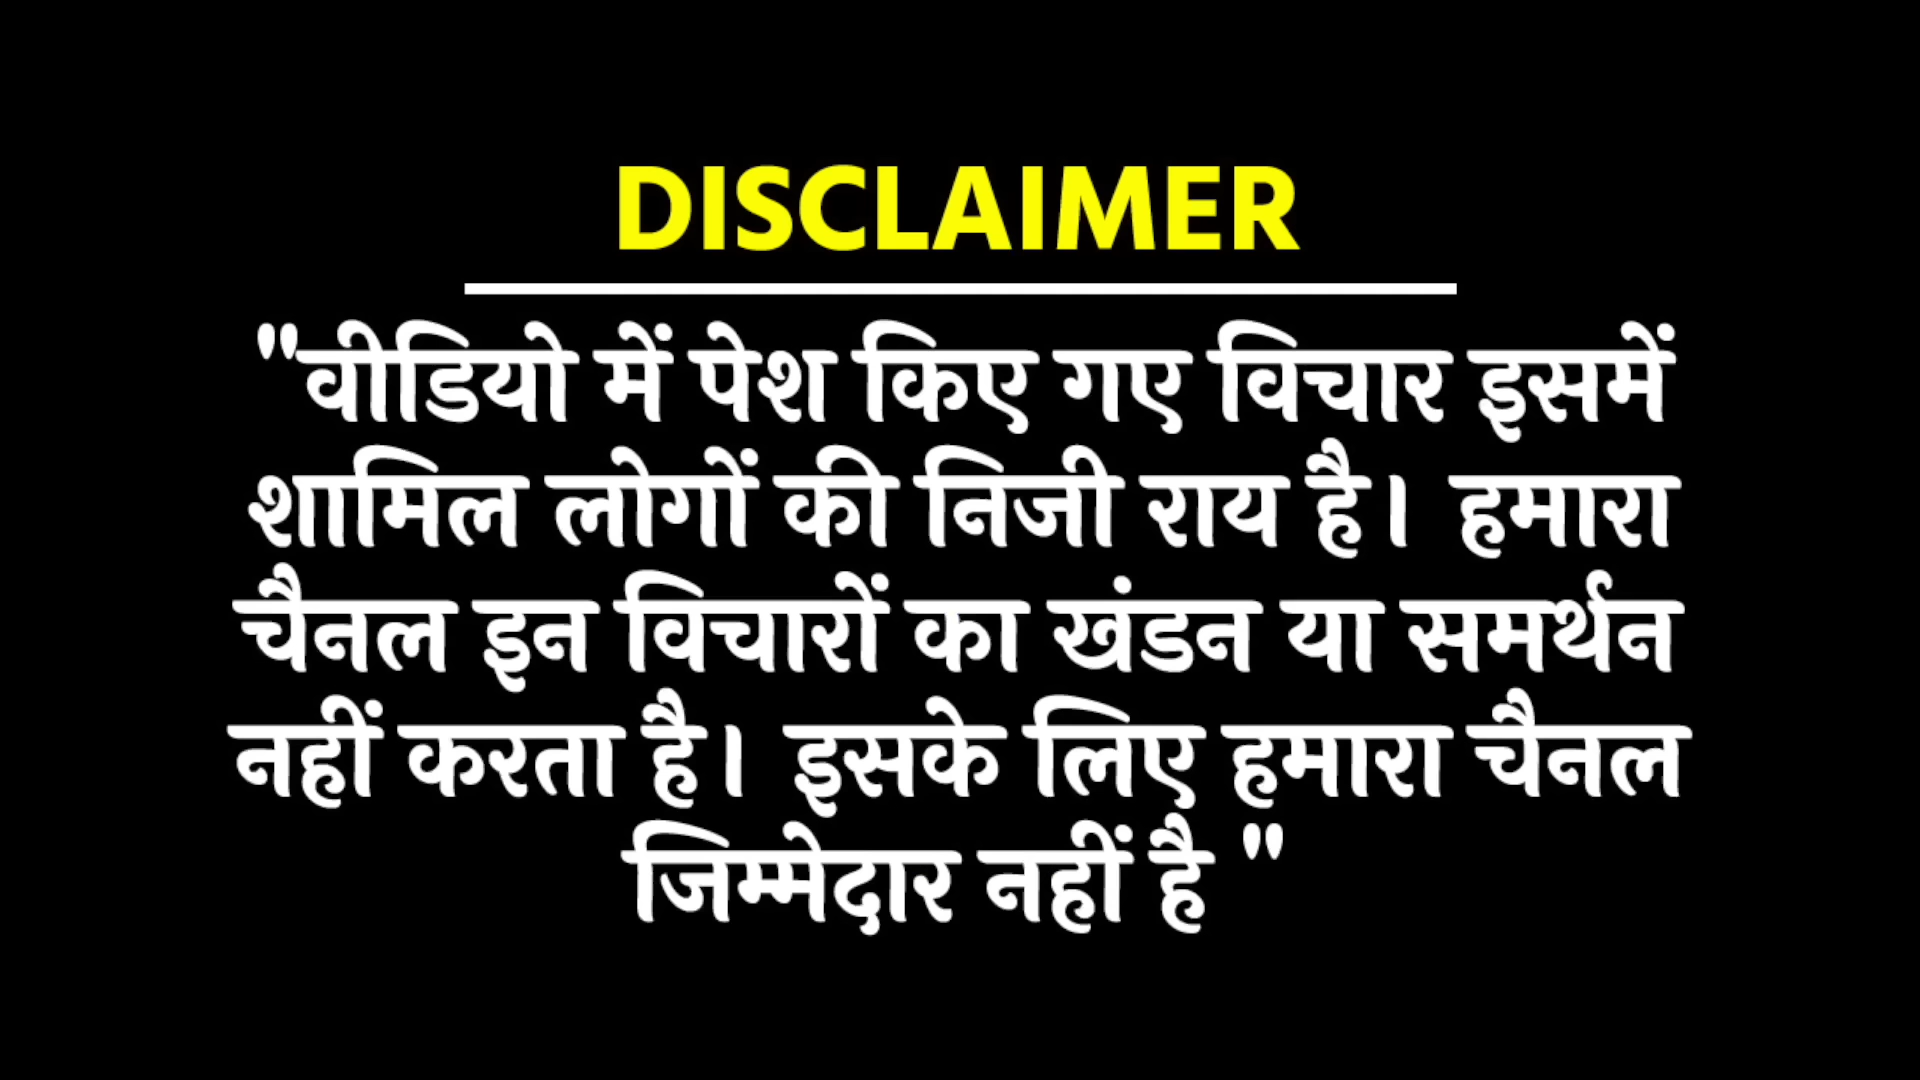 DISCLAIMER
"वीडियो में पेश किए गए विचार इसमें
शामिल लोगों की निजी राय है। हमारा
चैनल इन विचारों का खंडन या समर्थन
नहीं करता है। इसके लिए हमारा चैनल
जिम्मेदार नहीं है "